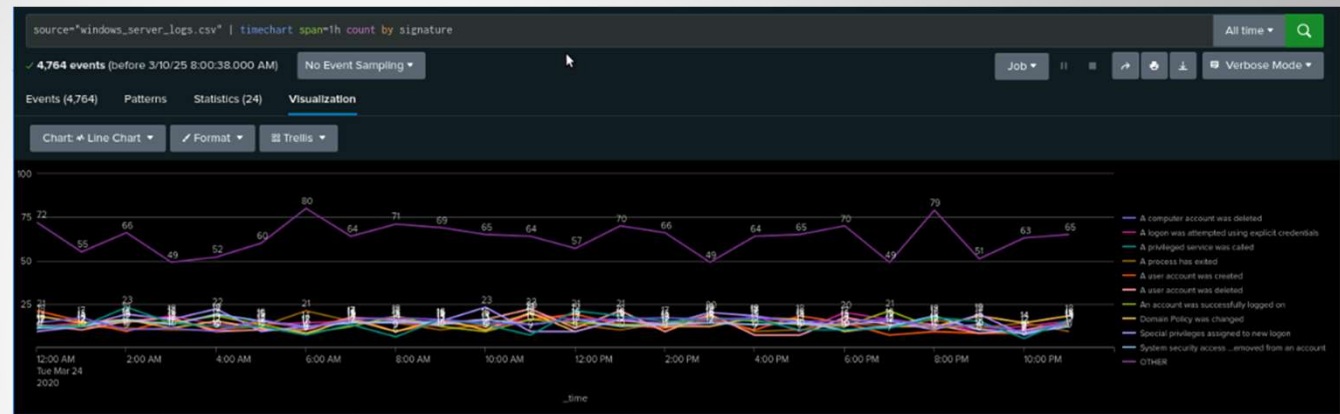 source="windows_server_logs.csv" | timechart span=1h count by signature
All time
4,764 events (before 3/10/25 8:00:38.000 AM)
No Event Sampling
Job
Verbose Mode
Events (4,764)
Patterns
Statistics (24)
Visualization
Chart: Line Chart
Format
Trellis
100
75
50
25
72 55 66 49 52 60 80 64 71 69 65 64 57 70 66 49 64 65 70 49 79 51 63 65
21 23 22 21 23
A computer account was deleted
A logon was attempted using explicit credentials
A privileged service was called
A process has exited
A user account was created
A user account was deleted
An account was successfully logged on
Domain Policy was changed
Special privileges assigned to new logon
System security access ...emoved from an account
OTHER
12:00 AM 2:00 AM 4:00 AM 6:00 AM 8:00 AM 10:00 AM 12:00 PM 2:00 PM 4:00 PM 6:00 PM 8:00 PM 10:00 PM
Tue Mar 24
2020
_time